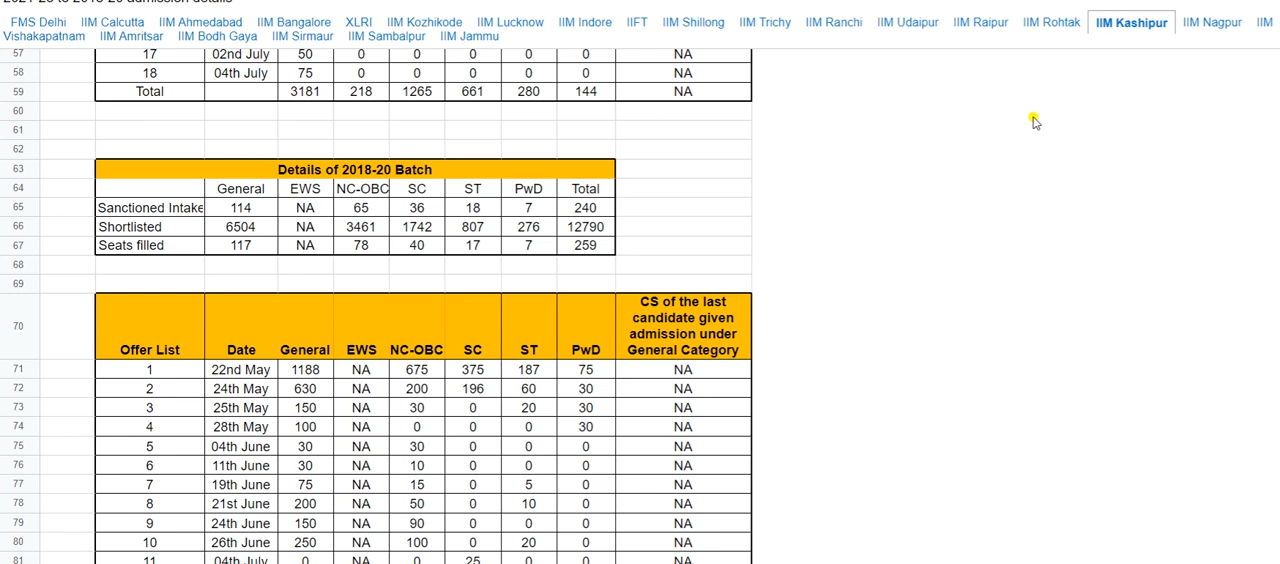 FMS Delhi IIM Calcutta IIM Ahmedabad IIM Bangalore XLRI IIM Kozhikode IIM Lucknow IIM Indore IIFT IIM Shillong IIM Trichy IIM Ranchi IIM Udaipur IIM Raipur IIM Rohtak IIM Kashipur IIM Nagpur IIM
Vishakapatnam IIM Amritsar IIM Bodh Gaya IIM Sirmaur IIM Sambalpur IIM Jammu
57 17 02nd July 50 0 0 0 0 0 NA
58 18 04th July 75 0 0 0 0 0 NA
59 Total 3181 218 1265 661 280 144 NA
60
61
62
63 Details of 2018-20 Batch
64 General EWS NC-OBC SC ST PwD Total
65 Sanctioned Intake 114 NA 65 36 18 7 240
66 Shortlisted 6504 NA 3461 1742 807 276 12790
67 Seats filled 117 NA 78 40 17 7 259
68
69
70 Offer List Date General EWS NC-OBC SC ST PwD CS of the last
candidate given
admission under
General Category
71 1 22nd May 1188 NA 675 375 187 75 NA
72 2 24th May 630 NA 200 196 60 30 NA
73 3 25th May 150 NA 30 0 20 30 NA
74 4 28th May 100 NA 0 0 0 30 NA
75 5 04th June 30 NA 30 0 0 0 NA
76 6 11th June 30 NA 10 0 0 0 NA
77 7 19th June 75 NA 15 0 5 0 NA
78 8 21st June 200 NA 50 0 10 0 NA
79 9 24th June 150 NA 90 0 0 0 NA
80 10 26th June 250 NA 100 0 20 0 NA
81 11 04th July 0 NA 0 25 0 0 NA